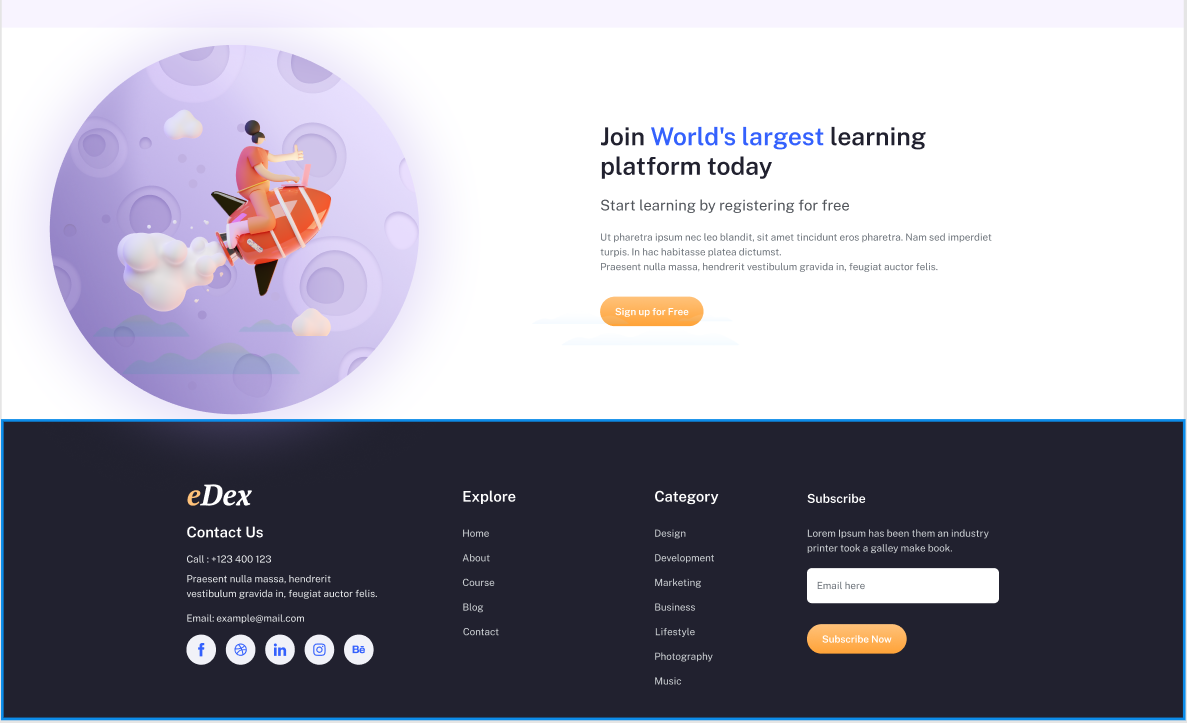 Join World's largest learning
platform today
Start learning by registering for free
Ut pharetra ipsum nec leo blandit, sit amet tincidunt eros pharetra. Nam sed imperdiet
turpis. In hac habitasse platea dictumst.
Praesent nulla massa, hendrerit vestibulum gravida in, feugiat auctor felis.
Sign up for Free
eDex
Contact Us
Call : +123 400 123
Praesent nulla massa, hendrerit
vestibulum gravida in, feugiat auctor felis.
Email: example@mail.com
f
in
Bē
Explore
Home
About
Course
Blog
Contact
Category
Design
Development
Marketing
Business
Lifestyle
Photography
Music
Subscribe
Lorem Ipsum has been them an industry
printer took a galley make book.
Email here
Subscribe Now